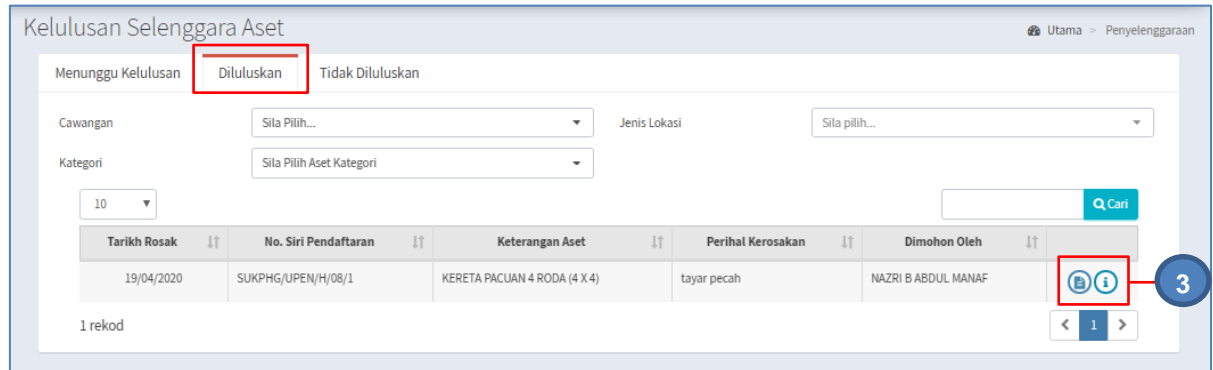 Kelulusan Selenggara Aset
Utama > Penyelenggaraan
Menunggu Kelulusan Diluluskan Tidak Diluluskan
Cawangan Sila Pilih... Jenis Lokasi Sila pilih...
Kategori Sila Pilih Aset Kategori
10 Cari
Tarikh Rosak No. Siri Pendaftaran Keterangan Aset Perihal Kerosakan Dimohon Oleh
19/04/2020 SUKPHG/UPEN/H/08/1 KERETA PACUAN 4 RODA (4 X 4) tayar pecah NAZRI B ABDUL MANAF
3
1 rekod < 1 >